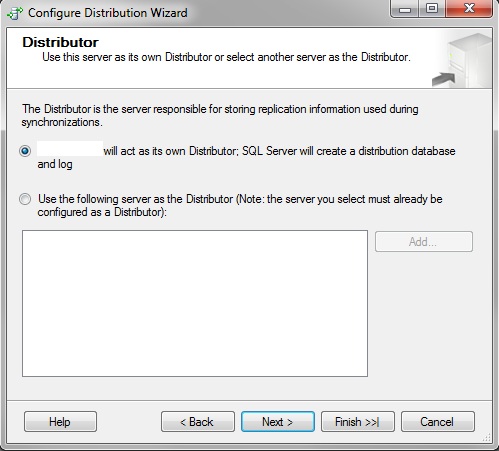 Configure Distribution Wizard
Distributor
Use this server as its own Distributor or select another server as the Distributor.
The Distributor is the server responsible for storing replication information used during
synchronizations.
will act as its own Distributor; SQL Server will create a distribution database
and log
Use the following server as the Distributor (Note: the server you select must already be
configured as a Distributor):
Add...
Help
< Back
Next >
Finish >>|
Cancel